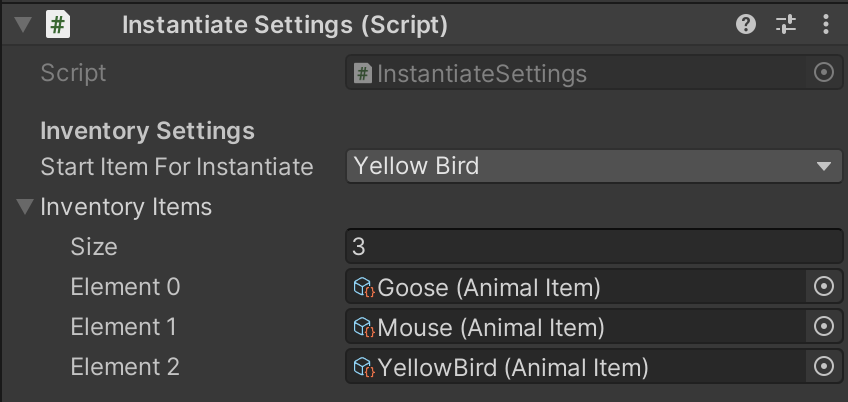 Instantiate Settings (Script)
Script InstantiateSettings
Inventory Settings
Start Item For Instantiate Yellow Bird
Inventory Items
Size 3
Element 0 Goose (Animal Item)
Element 1 Mouse (Animal Item)
Element 2 YellowBird (Animal Item)